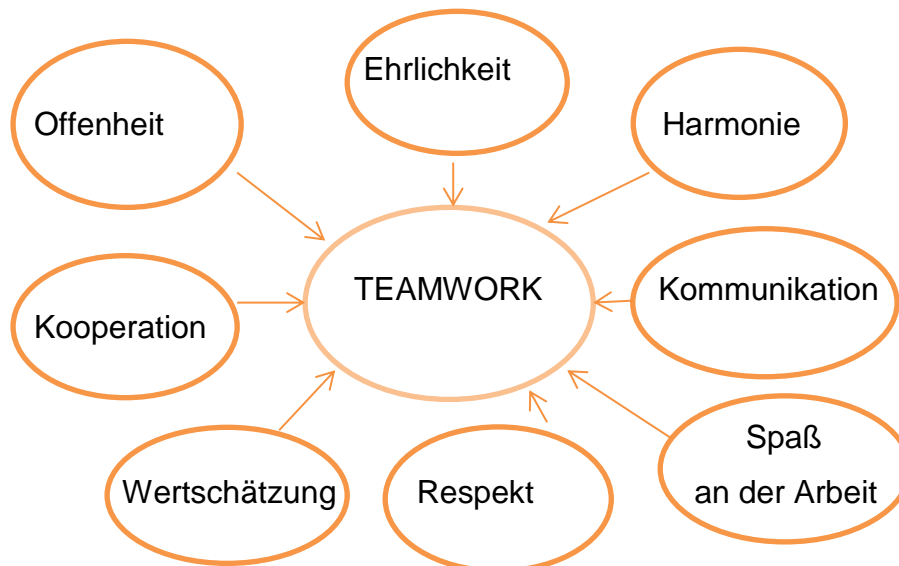 Ehrlichkeit
Offenheit
Harmonie
TEAMWORK
Kommunikation
Kooperation
Spaß
an der Arbeit
Wertschätzung
Respekt